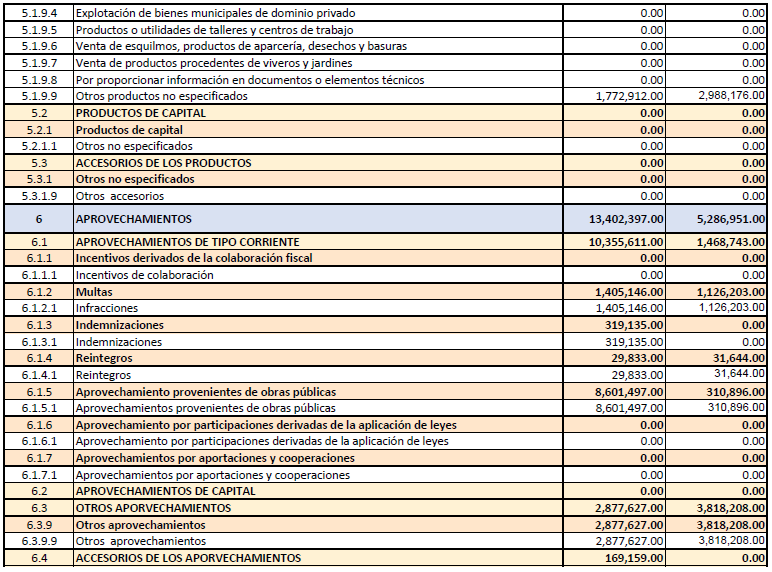 5.1.9.4 Explotación de bienes municipales de dominio privado 0.00 0.00
5.1.9.5 Productos o utilidades de talleres y centros de trabajo 0.00 0.00
5.1.9.6 Venta de esquilmos, productos de aparcería, desechos y basuras 0.00 0.00
5.1.9.7 Venta de productos procedentes de viveros y jardines 0.00 0.00
5.1.9.8 Por proporcionar información en documentos o elementos técnicos 0.00 0.00
5.1.9.9 Otros productos no especificados 1,772,912.00 2,988,176.00
5.2 PRODUCTOS DE CAPITAL 0.00 0.00
5.2.1 Productos de capital 0.00 0.00
5.2.1.1 Otros no especificados 0.00 0.00
5.3 ACCESORIOS DE LOS PRODUCTOS 0.00 0.00
5.3.1 Otros no especificados 0.00 0.00
5.3.1.9 Otros accesorios 0.00 0.00
6 APROVECHAMIENTOS 13,402,397.00 5,286,951.00
6.1 APROVECHAMIENTOS DE TIPO CORRIENTE 10,355,611.00 1,468,743.00
6.1.1 Incentivos derivados de la colaboración fiscal 0.00 0.00
6.1.1.1 Incentivos de colaboración 0.00 0.00
6.1.2 Multas 1,405,146.00 1,126,203.00
6.1.2.1 Infracciones 1,405,146.00 1,126,203.00
6.1.3 Indemnizaciones 319,135.00 0.00
6.1.3.1 Indemnizaciones 319,135.00 0.00
6.1.4 Reintegros 29,833.00 31,644.00
6.1.4.1 Reintegros 29,833.00 31,644.00
6.1.5 Aprovechamiento provenientes de obras públicas 8,601,497.00 310,896.00
6.1.5.1 Aprovechamientos provenientes de obras públicas 8,601,497.00 310,896.00
6.1.6 Aprovechamiento por participaciones derivadas de la aplicación de leyes 0.00 0.00
6.1.6.1 Aprovechamiento por participaciones derivadas de la aplicación de leyes 0.00 0.00
6.1.7 Aprovechamientos por aportaciones y cooperaciones 0.00 0.00
6.1.7.1 Aprovechamientos por aportaciones y cooperaciones 0.00 0.00
6.2 APROVECHAMIENTOS DE CAPITAL 0.00 0.00
6.3 OTROS APORVECHAMIENTOS 2,877,627.00 3,818,208.00
6.3.9 Otros aprovechamientos 2,877,627.00 3,818,208.00
6.3.9.9 Otros aprovechamientos 2,877,627.00 3,818,208.00
6.4 ACCESORIOS DE LOS APORVECHAMIENTOS 169,159.00 0.00